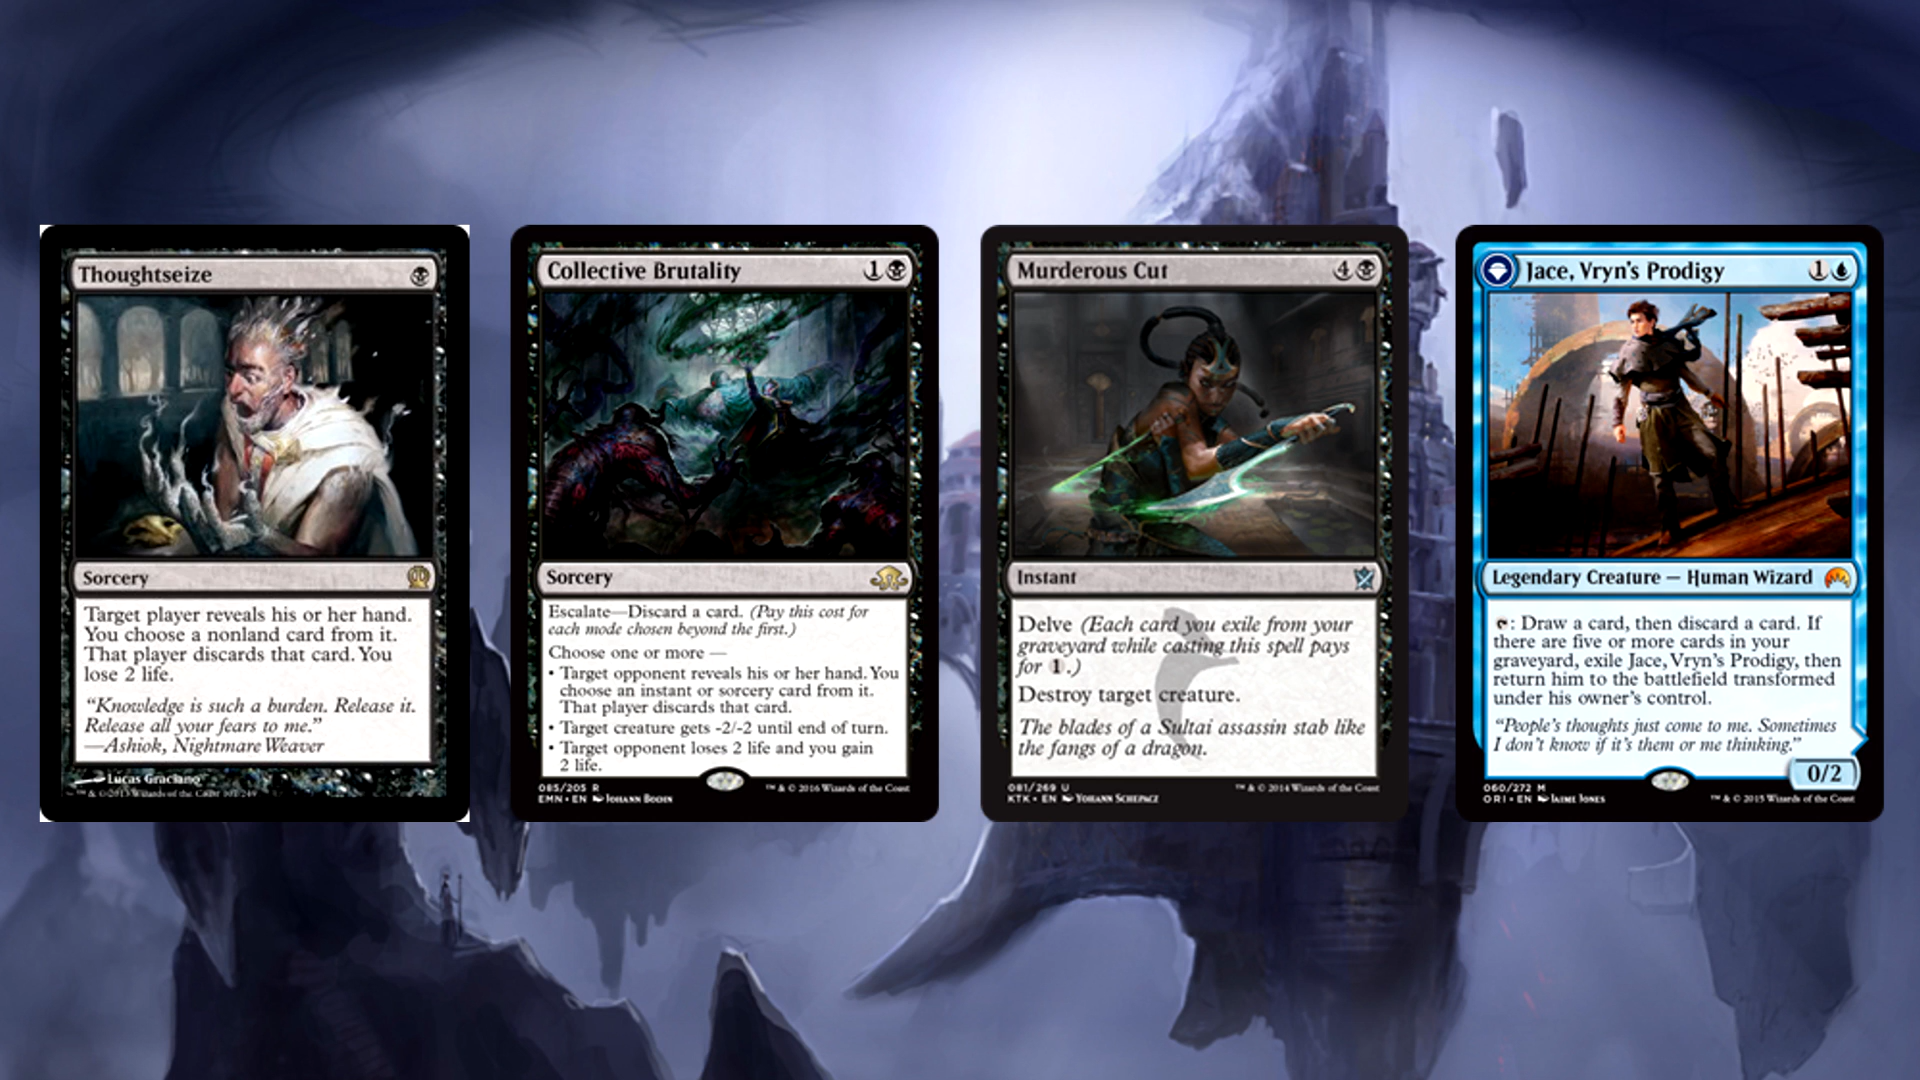 Thoughtseize
Sorcery
Target player reveals his or her hand.
You choose a nonland card from it.
That player discards that card. You
lose 2 life.
“Knowledge is such a burden. Release it.
Release all your fears to me.”
—Ashiok, Nightmare Weaver
Lucas Graciano
Collective Brutality 1
Sorcery
Escalate—Discard a card. (Pay this cost for
each mode chosen beyond the first.)
Choose one or more —
• Target opponent reveals his or her hand. You
choose an instant or sorcery card from it.
That player discards that card.
• Target creature gets -2/-2 until end of turn.
• Target opponent loses 2 life and you gain
2 life.
085/205 R
EMN • EN Johann Bodin
™ & © 2016 Wizards of the Coast
Murderous Cut 4
Instant
Delve (Each card you exile from your
graveyard while casting this spell pays
for 1.)
Destroy target creature.
The blades of a Sultai assassin stab like
the fangs of a dragon.
081/269 U
KTK • EN Yohann Schepacz
™ & © 2014 Wizards of the Coast
Jace, Vryn's Prodigy 1
Legendary Creature — Human Wizard
: Draw a card, then discard a card. If
there are five or more cards in your
graveyard, exile Jace, Vryn's Prodigy, then
return him to the battlefield transformed
under his owner's control.
“People's thoughts just come to me. Sometimes
I don't know if it's them or me thinking.”
0/2
060/272 M
ORI • EN Jaime Jones
™ & © 2015 Wizards of the Coast